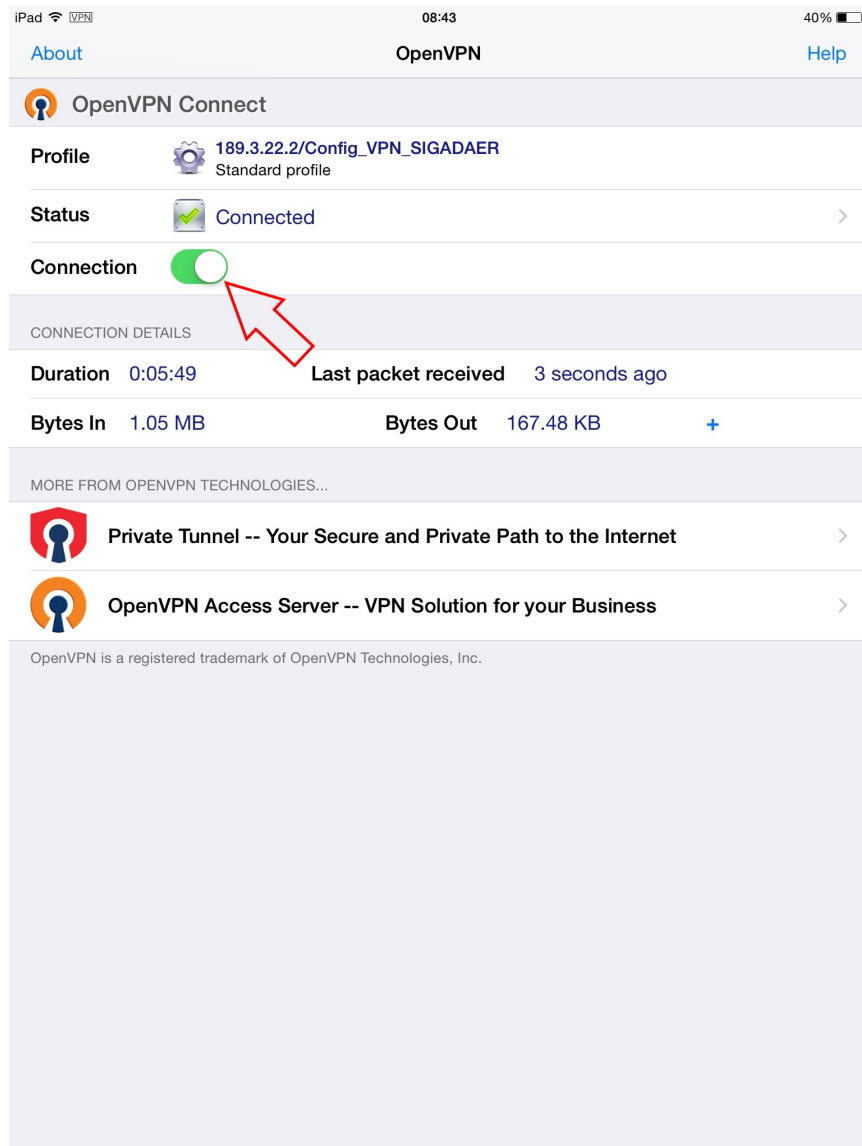 iPad VPN 08:43 40%
About OpenVPN Help
OpenVPN Connect
Profile 189.3.22.2/Config_VPN_SIGADAER
Standard profile
Status Connected
Connection
CONNECTION DETAILS
Duration 0:05:49 Last packet received 3 seconds ago
Bytes In 1.05 MB Bytes Out 167.48 KB +
MORE FROM OPENVPN TECHNOLOGIES...
Private Tunnel -- Your Secure and Private Path to the Internet
OpenVPN Access Server -- VPN Solution for your Business
OpenVPN is a registered trademark of OpenVPN Technologies, Inc.